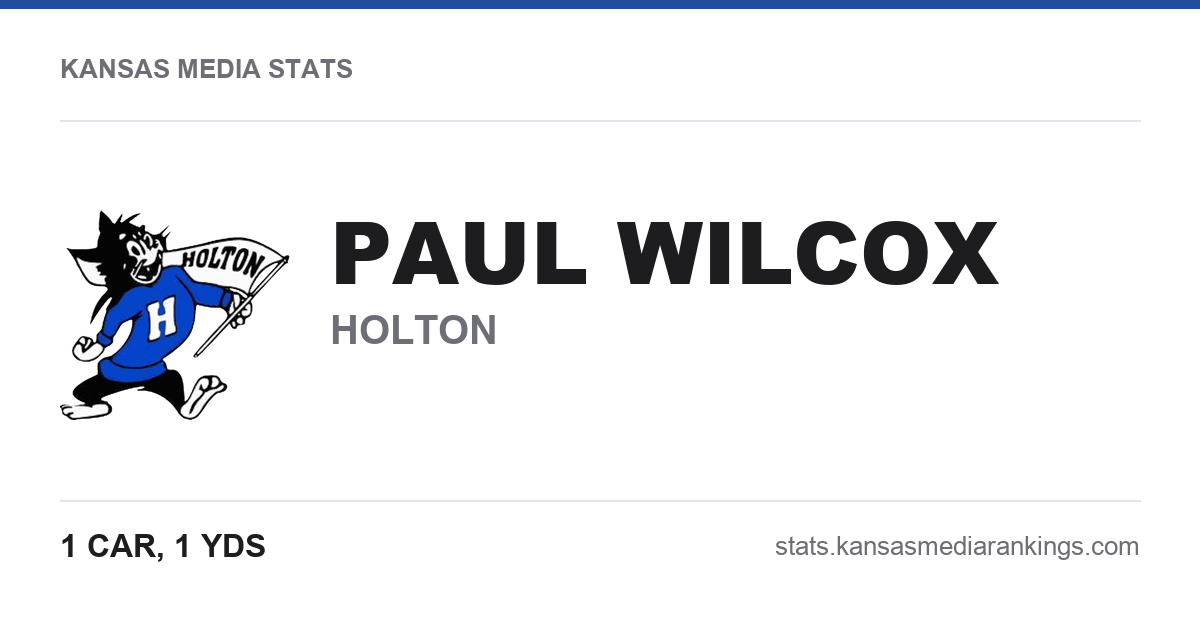 KANSAS MEDIA STATS
HOLTON
H
PAUL WILCOX
HOLTON
1 CAR, 1 YDS
stats.kansasmediarankings.com